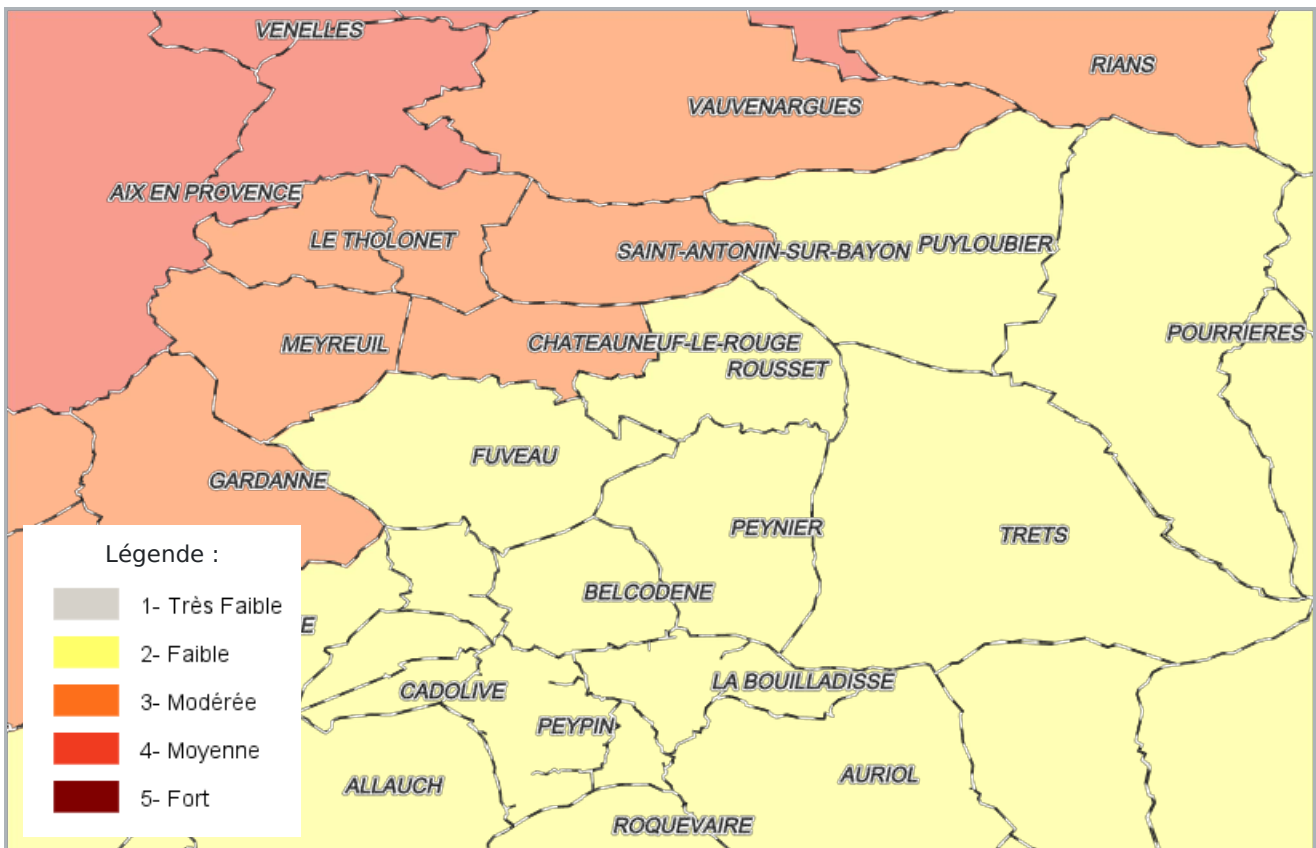 VENELLES
RIANS
VAUVENARGUES
AIX EN PROVENCE
LE THOLONET
SAINT-ANTONIN-SUR-BAYON
PUYLOUBIER
POURRIERES
MEYREUIL
CHATEAUNEUF-LE-ROUGE
ROUSSET
FUVEAU
GARDANNE
PEYNIER
TRETS
BELCODENE
E
CADOLIVE
LA BOUILLADISSE
PEYPIN
ALLAUCH
AURIOL
ROQUEVAIRE
Légende :
1- Très Faible
2- Faible
3- Modérée
4- Moyenne
5- Fort